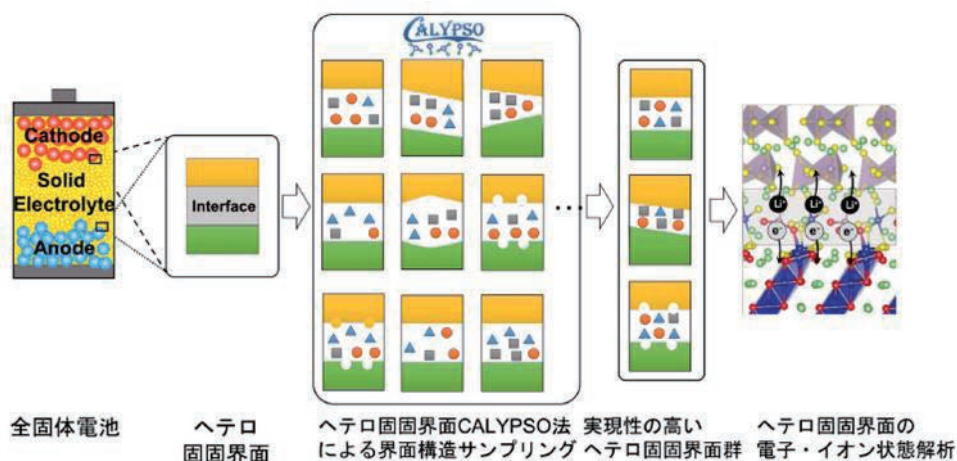 CALYPSO
Cathode
Solid
Electrolyte
Anode
Interface
...
Li⁺ Li⁺ Li⁺
e⁻ e⁻ e⁻
全固体電池
ヘテロ
固固界面
ヘテロ固固界面CALYPSO法
による界面構造サンプリング
実現性の高い
ヘテロ固固界面群
ヘテロ固固界面の
電子・イオン状態解析